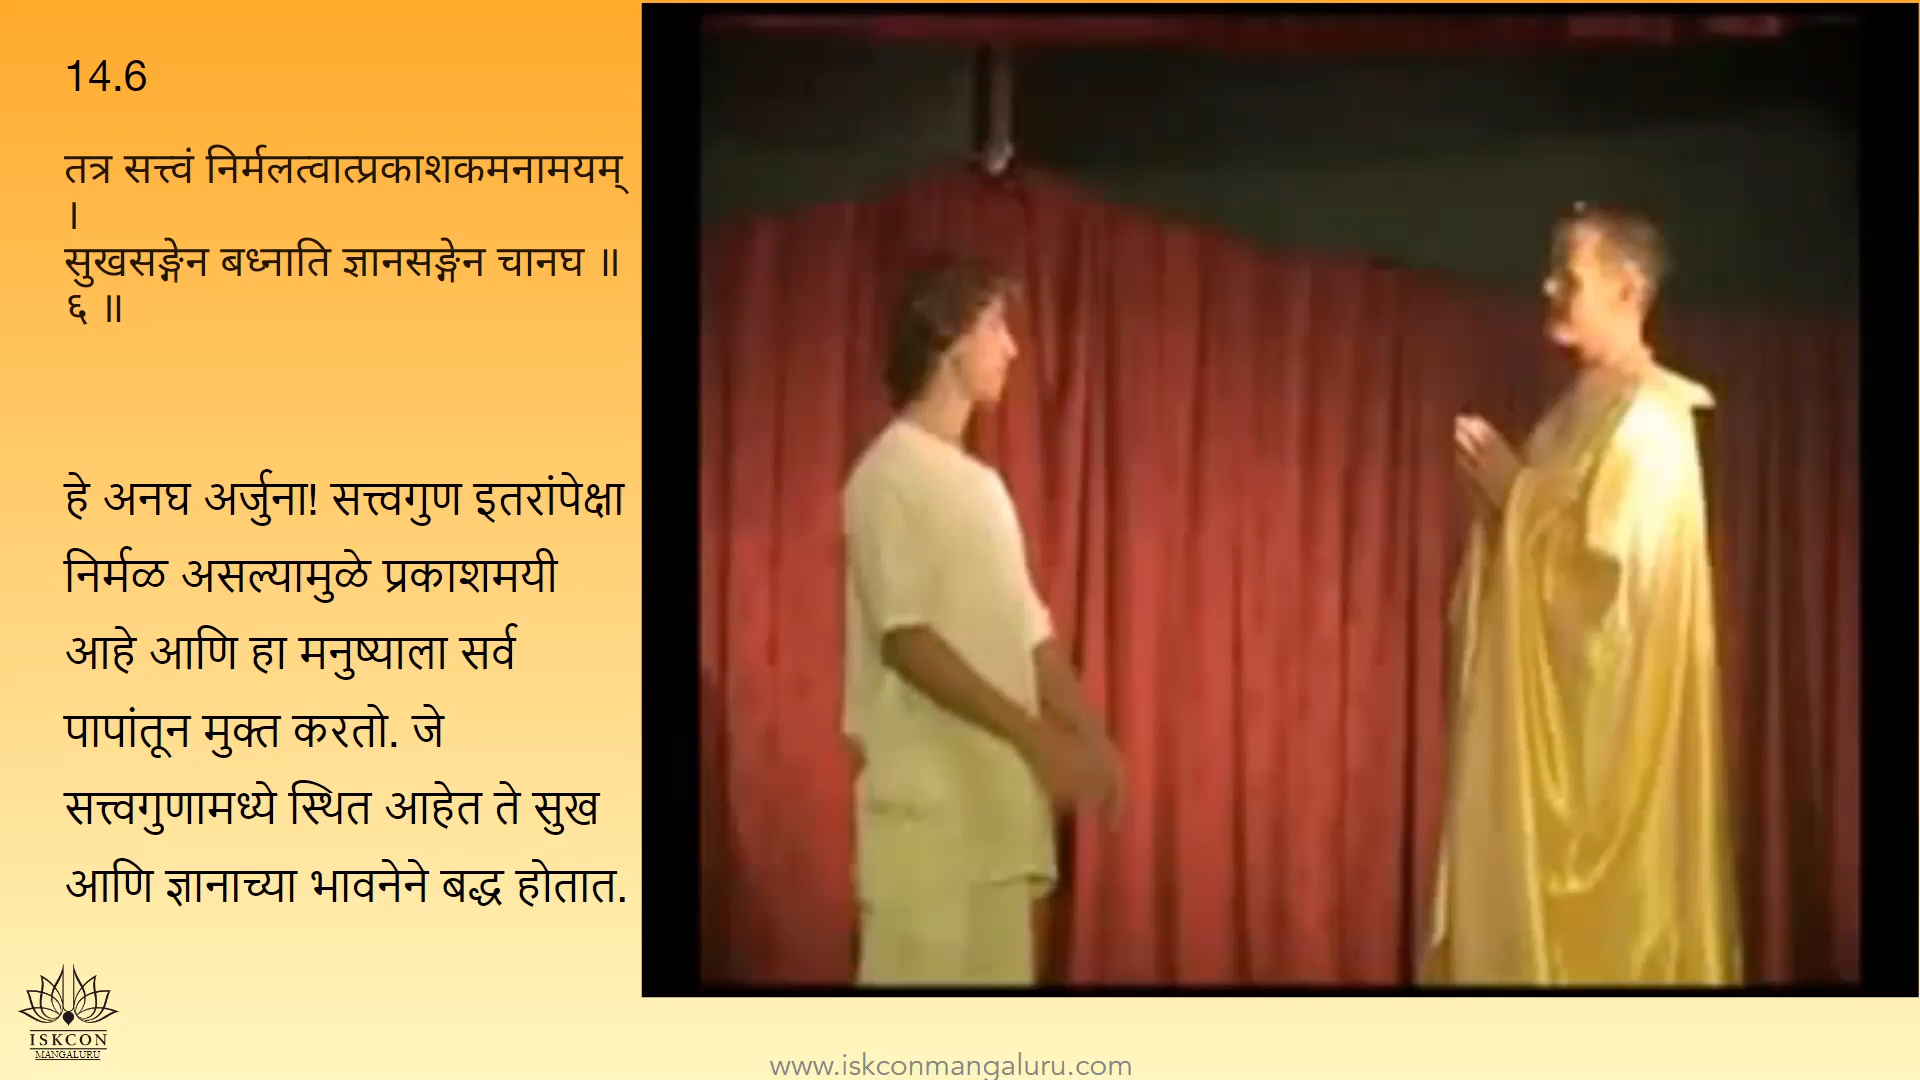 14.6
तत्र सत्त्वं निर्मलत्वात्प्रकाशकमनामयम्
।
सुखसङ्गेन बध्नाति ज्ञानसङ्गेन चानघ ॥
६ ॥
हे अनघ अर्जुना! सत्त्वगुण इतरांपेक्षा
निर्मळ असल्यामुळे प्रकाशमयी
आहे आणि हा मनुष्याला सर्व
पापांतून मुक्त करतो. जे
सत्त्वगुणामध्ये स्थित आहेत ते सुख
आणि ज्ञानाच्या भावनेने बद्ध होतात.
ISKCON
MANGALURU
www.iskconmangaluru.com